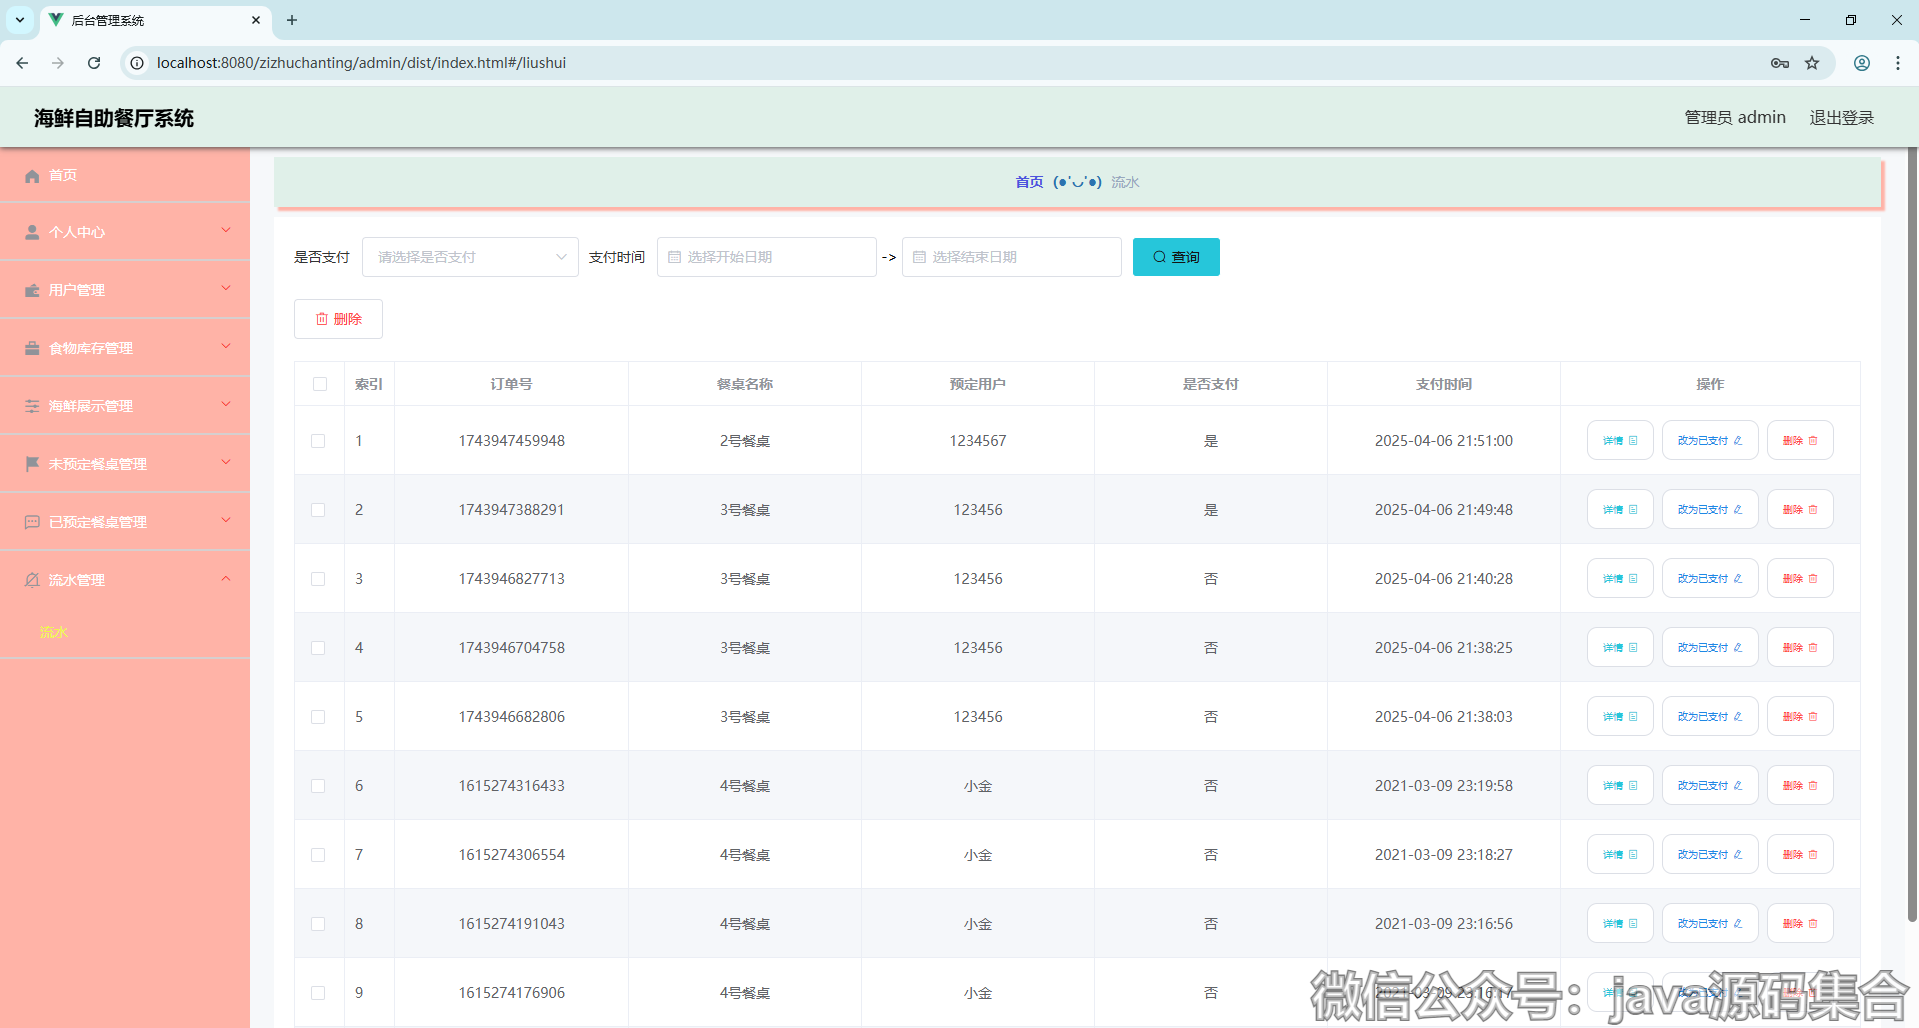 后台管理系统
localhost:8080/zizhuchanting/admin/dist/index.html#/liushui
海鲜自助餐厅系统
管理员 admin 退出登录
首页
个人中心
用户管理
食物库存管理
海鲜展示管理
未预定餐桌管理
已预定餐桌管理
流水管理
流水
首页 (●'◡'●) 流水
是否支付 请选择是否支付 支付时间 选择开始日期 -> 选择结束日期 查询
删除
索引 订单号 餐桌名称 预定用户 是否支付 支付时间 操作
1 1743947459948 2号餐桌 1234567 是 2025-04-06 21:51:00 详情 改为已支付 删除
2 1743947388291 3号餐桌 123456 是 2025-04-06 21:49:48 详情 改为已支付 删除
3 1743946827713 3号餐桌 123456 否 2025-04-06 21:40:28 详情 改为已支付 删除
4 1743946704758 3号餐桌 123456 否 2025-04-06 21:38:25 详情 改为已支付 删除
5 1743946682806 3号餐桌 123456 否 2025-04-06 21:38:03 详情 改为已支付 删除
6 1615274316433 4号餐桌 小金 否 2021-03-09 23:19:58 详情 改为已支付 删除
7 1615274306554 4号餐桌 小金 否 2021-03-09 23:18:27 详情 改为已支付 删除
8 1615274191043 4号餐桌 小金 否 2021-03-09 23:16:56 详情 改为已支付 删除
9 1615274176906 4号餐桌 小金 否 2021-03-09 23:16:17
微信公众号：java源码集合